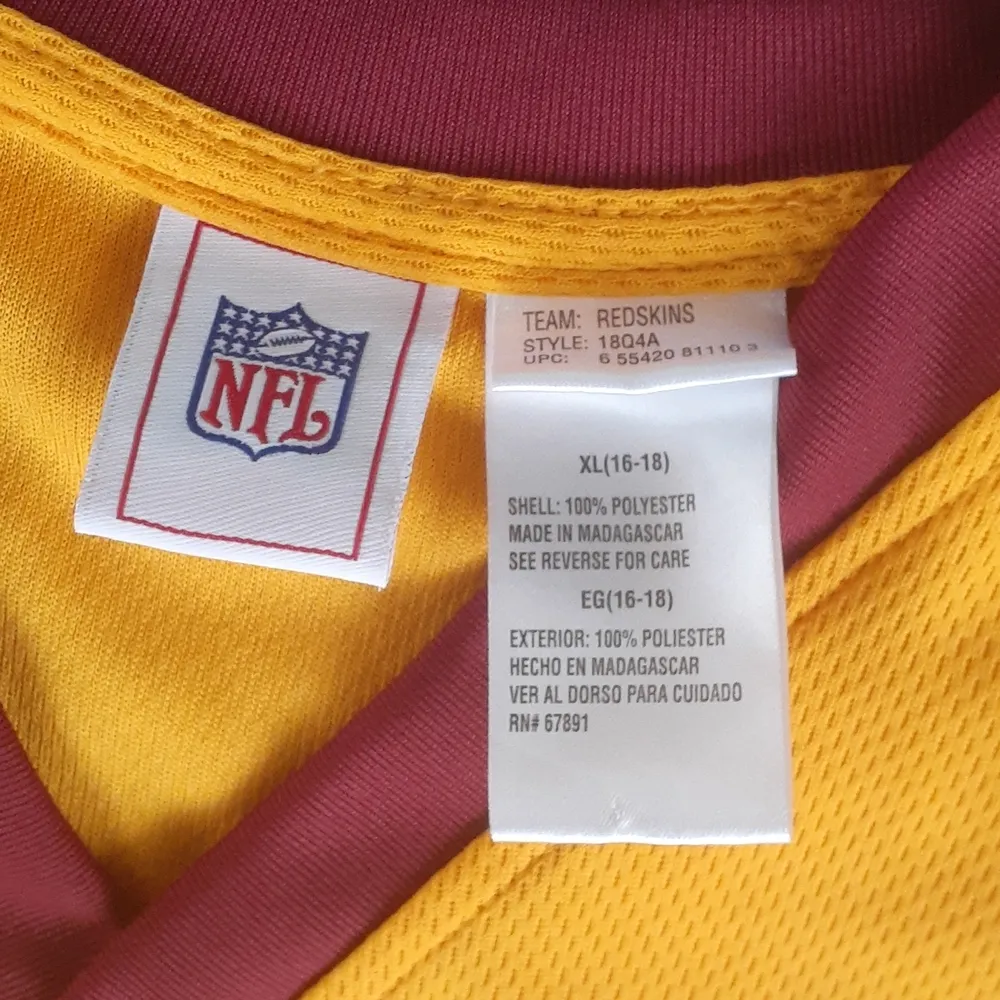 NFL
TEAM: REDSKINS
STYLE: 18Q4A
UPC: 6 55420 81110 3
XL(16-18)
SHELL: 100% POLYESTER
MADE IN MADAGASCAR
SEE REVERSE FOR CARE
EG(16-18)
EXTERIOR: 100% POLIESTER
HECHO EN MADAGASCAR
VER AL DORSO PARA CUIDADO
RN# 67891